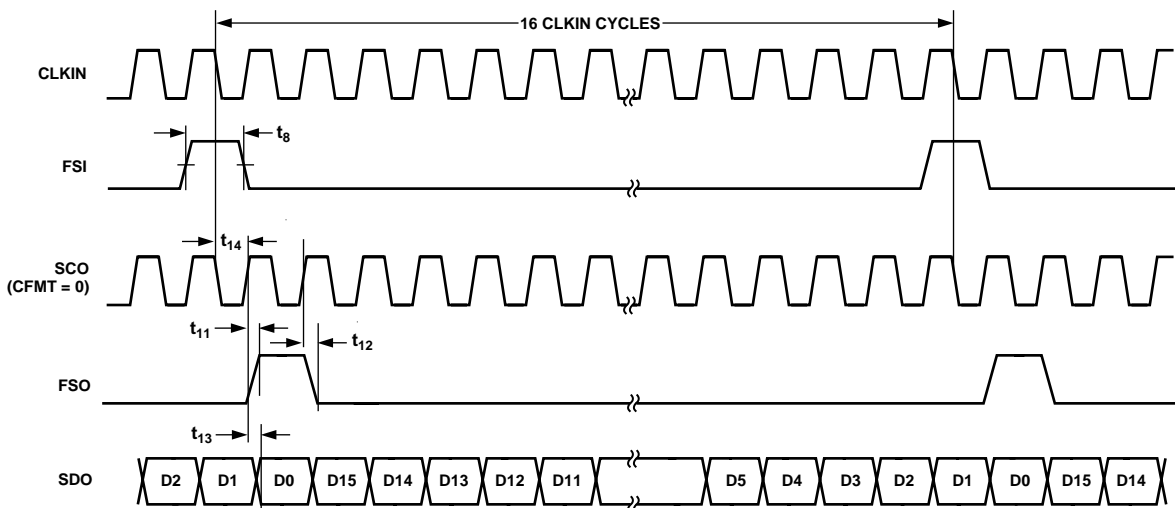 16 CLKIN CYCLES
CLKIN
t8
FSI
t14
SCO
(CFMT = 0)
t11
t12
FSO
t13
SDO D2 D1 D0 D15 D14 D13 D12 D11 D5 D4 D3 D2 D1 D0 D15 D14